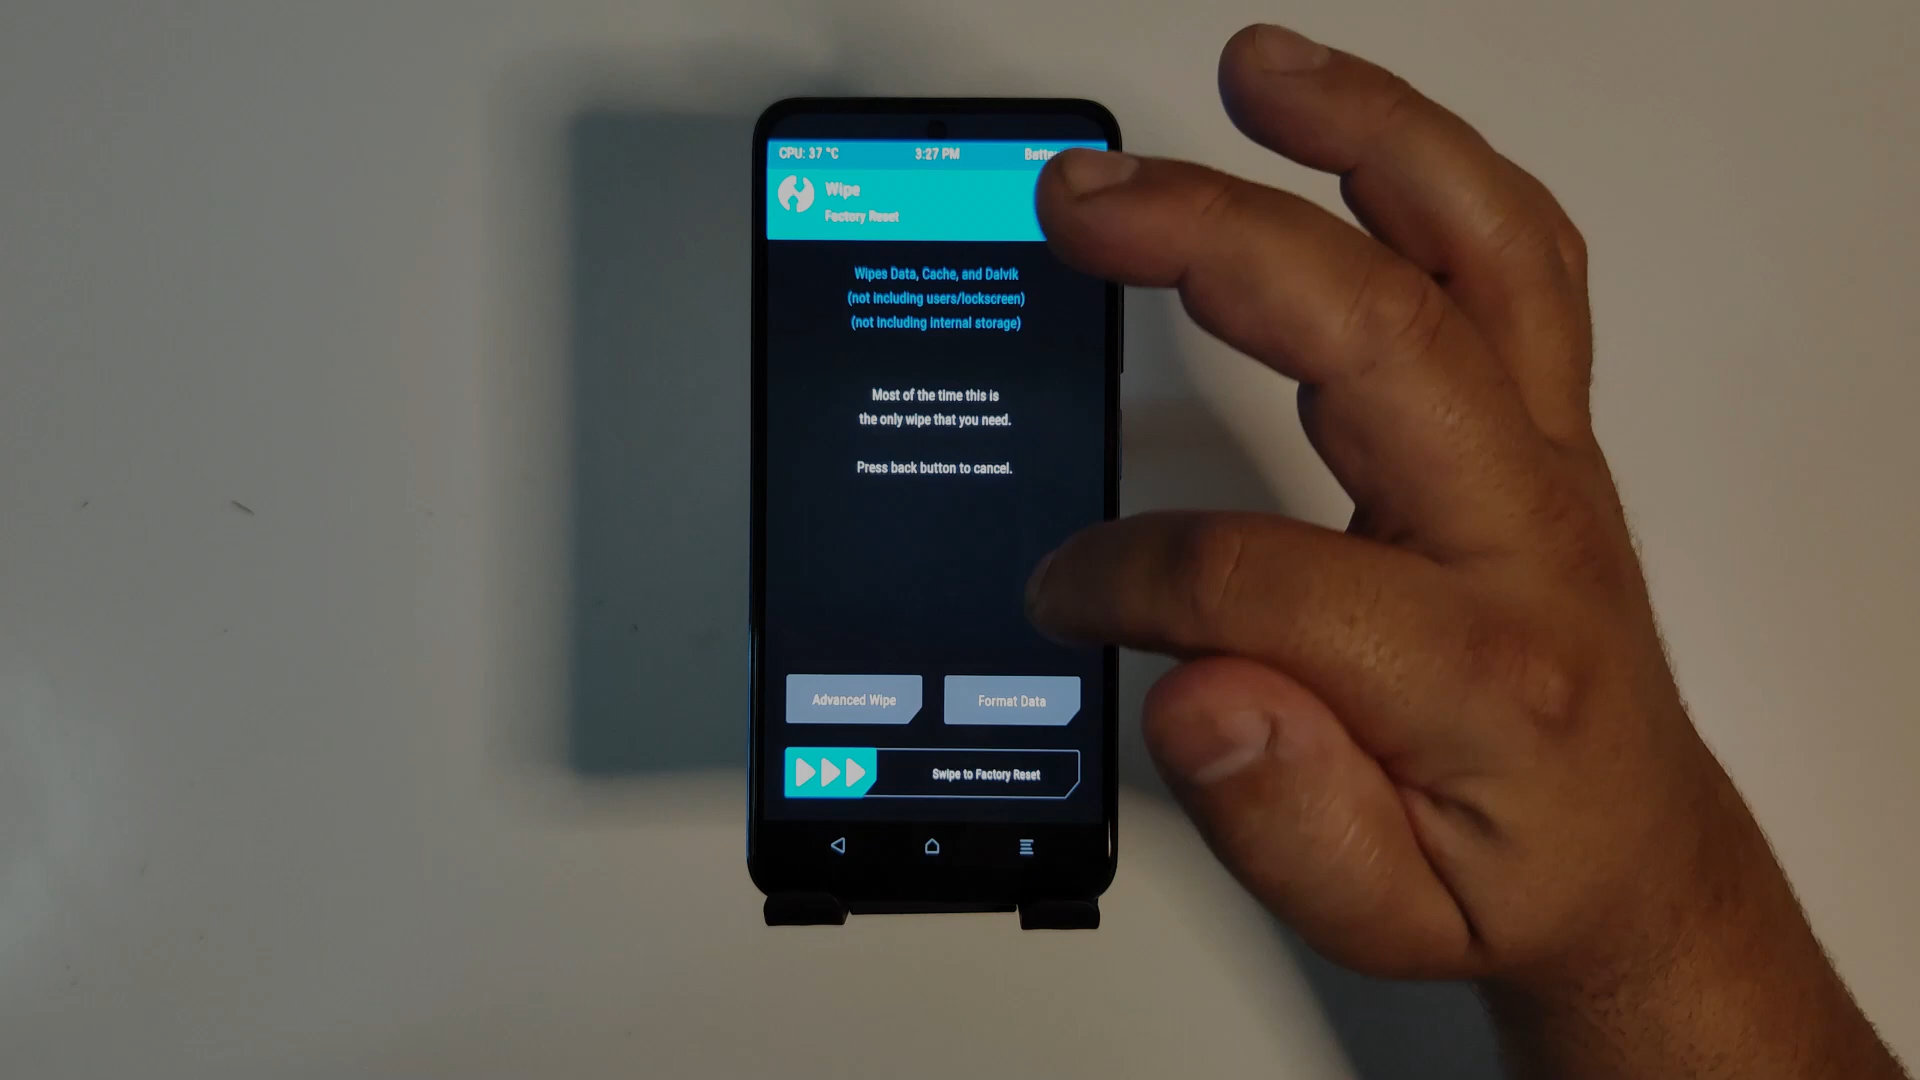 CPU: 37 °C
3:27 PM
Wipe
Factory Reset
Wipes Data, Cache, and Dalvik
(not including users/lockscreen)
(not including internal storage)
Most of the time this is
the only wipe that you need.
Press back button to cancel.
Advanced Wipe
Format Data
Swipe to Factory Reset